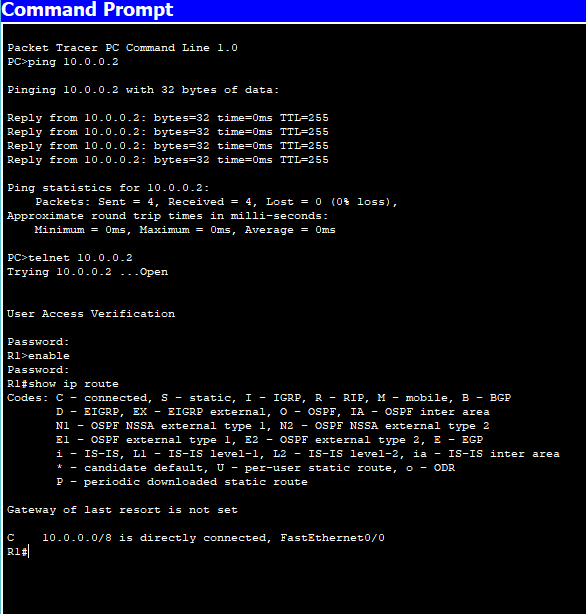 Command Prompt
Packet Tracer PC Command Line 1.0
PC>ping 10.0.0.2
Pinging 10.0.0.2 with 32 bytes of data:
Reply from 10.0.0.2: bytes=32 time=0ms TTL=255
Reply from 10.0.0.2: bytes=32 time=0ms TTL=255
Reply from 10.0.0.2: bytes=32 time=0ms TTL=255
Reply from 10.0.0.2: bytes=32 time=0ms TTL=255
Ping statistics for 10.0.0.2:
    Packets: Sent = 4, Received = 4, Lost = 0 (0% loss),
Approximate round trip times in milli-seconds:
    Minimum = 0ms, Maximum = 0ms, Average = 0ms
PC>telnet 10.0.0.2
Trying 10.0.0.2 ...Open
User Access Verification
Password:
R1>enable
Password:
R1#show ip route
Codes: C - connected, S - static, I - IGRP, R - RIP, M - mobile, B - BGP
       D - EIGRP, EX - EIGRP external, O - OSPF, IA - OSPF inter area
       N1 - OSPF NSSA external type 1, N2 - OSPF NSSA external type 2
       E1 - OSPF external type 1, E2 - OSPF external type 2, E - EGP
       i - IS-IS, L1 - IS-IS level-1, L2 - IS-IS level-2, ia - IS-IS inter area
       * - candidate default, U - per-user static route, o - ODR
       P - periodic downloaded static route
Gateway of last resort is not set
C    10.0.0.0/8 is directly connected, FastEthernet0/0
R1#